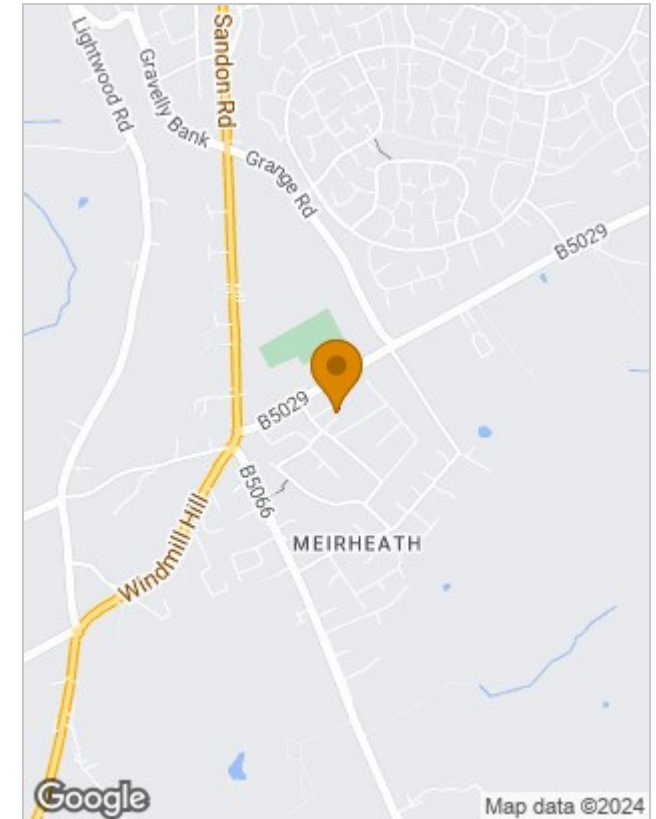 Lightwood Rd
Gravelly Bank
Sandon Rd
Grange Rd
B5029
B5029
B5066
MEIRHEATH
Windmill Hill
Google
Map data ©2024